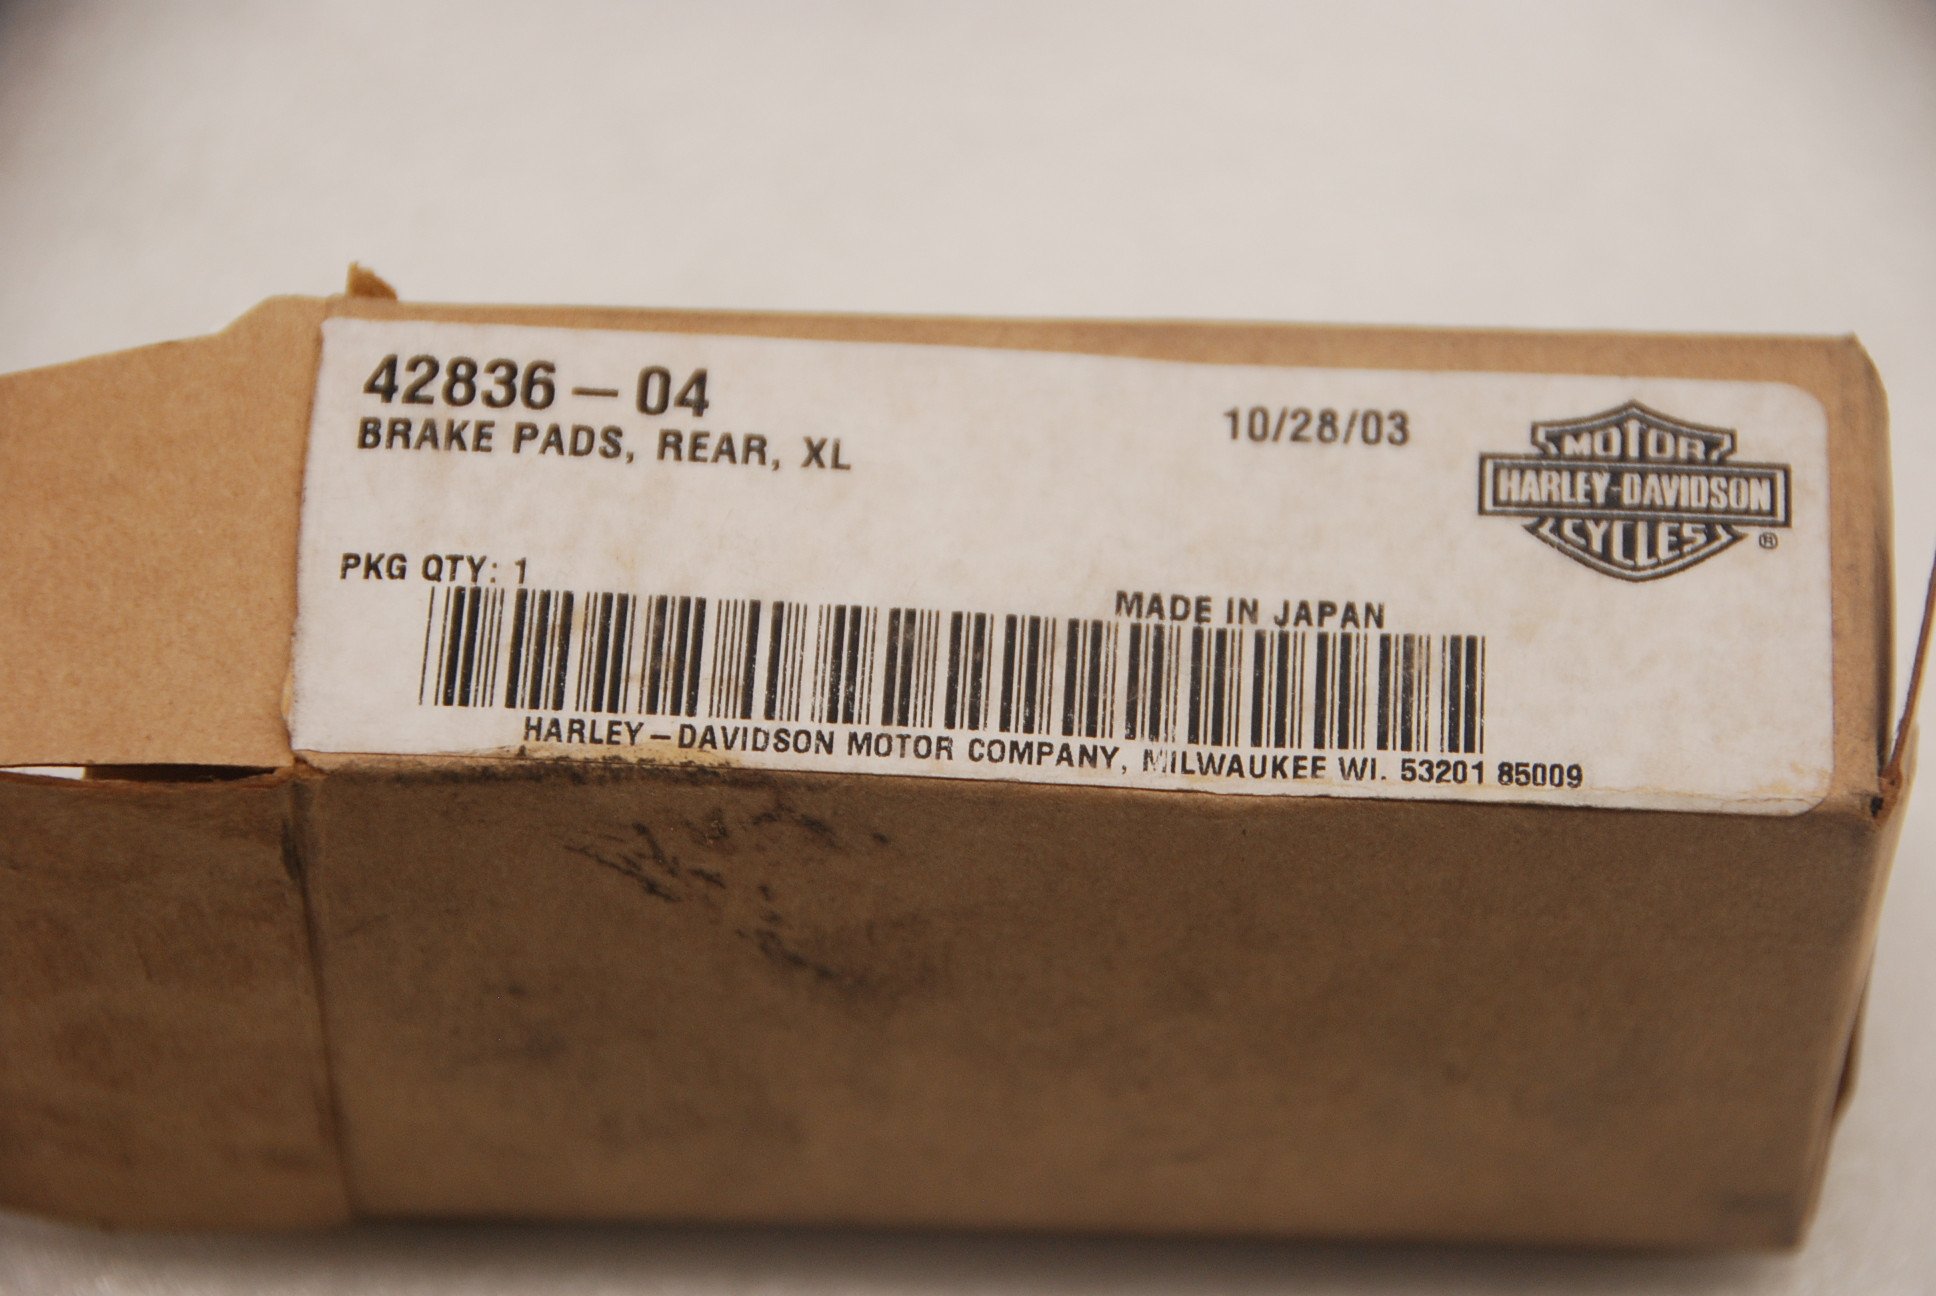 42836-04
BRAKE PADS, REAR, XL
10/28/03
MOTOR
HARLEY-DAVIDSON
CYCLES
®
PKG QTY: 1
MADE IN JAPAN
HARLEY-DAVIDSON MOTOR COMPANY, MILWAUKEE WI. 53201 85009